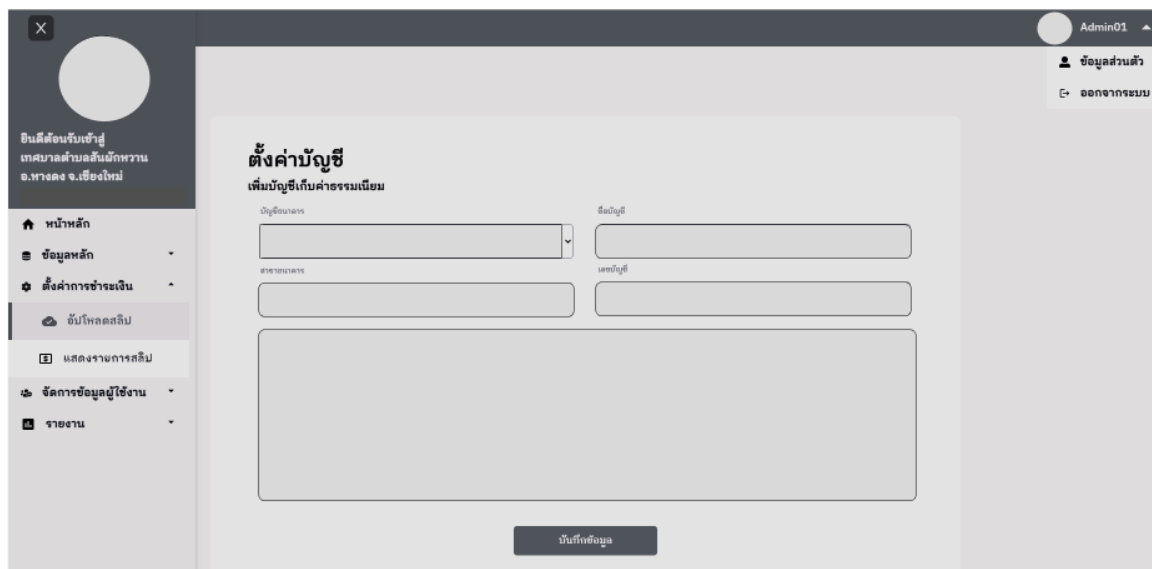 X
Admin01
ข้อมูลส่วนตัว
ออกจากระบบ
ยินดีต้อนรับเข้าสู่
เทศบาลตำบลสันผักหวาน
อ.หางดง จ.เชียงใหม่
หน้าหลัก
ข้อมูลหลัก
ตั้งค่าการชำระเงิน
อัปโหลดสลิป
แสดงรายการสลิป
จัดการข้อมูลผู้ใช้งาน
รายงาน
ตั้งค่าบัญชี
เพิ่มบัญชีเก็บค่าธรรมเนียม
บัญชีธนาคาร
ชื่อบัญชี
สาขาธนาคาร
เลขบัญชี
บันทึกข้อมูล